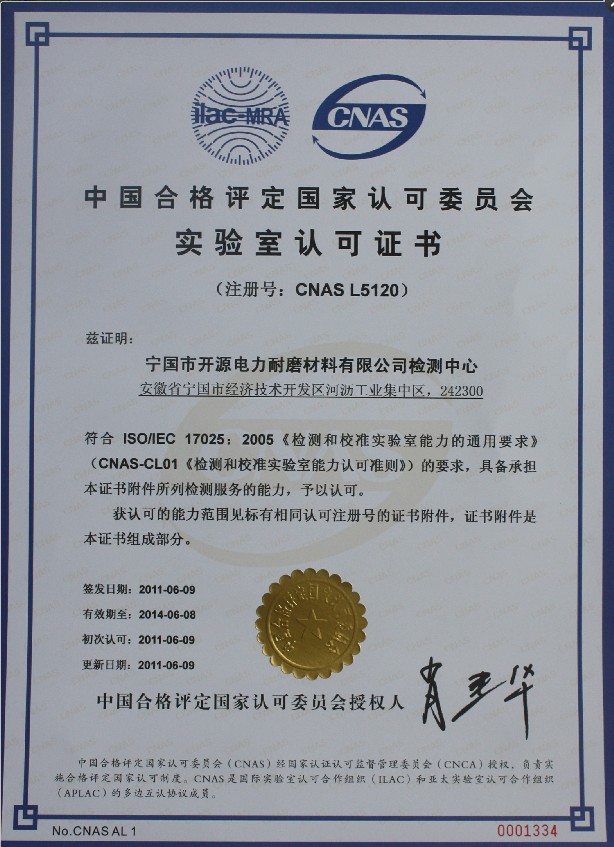 ilac-MRA
CNAS
中国合格评定国家认可委员会
实验室认可证书
（注册号：CNAS L5120）
兹证明：
宁国市开源电力耐磨材料有限公司检测中心
安徽省宁国市经济技术开发区河沥工业集中区，242300
符合 ISO/IEC 17025：2005《检测和校准实验室能力的通用要求》
（CNAS-CL01《检测和校准实验室能力认可准则》）的要求，具备承担
本证书附件所列检测服务的能力，予以认可。
获认可的能力范围见标有相同认可注册号的证书附件，证书附件是
本证书组成部分。
签发日期：2011-06-09
有效期至：2014-06-08
初次认可：2011-06-09
更新日期：2011-06-09
中国合格评定国家认可委员会授权人
中国合格评定国家认可委员会（CNAS）经国家认证认可监督管理委员会（CNCA）授权，负责实
施合格评定国家认可制度。CNAS是国际实验室认可合作组织（ILAC）和亚太实验室认可合作组织
（APLAC）的多边互认协议成员。
No.CNAS AL 1
0001334